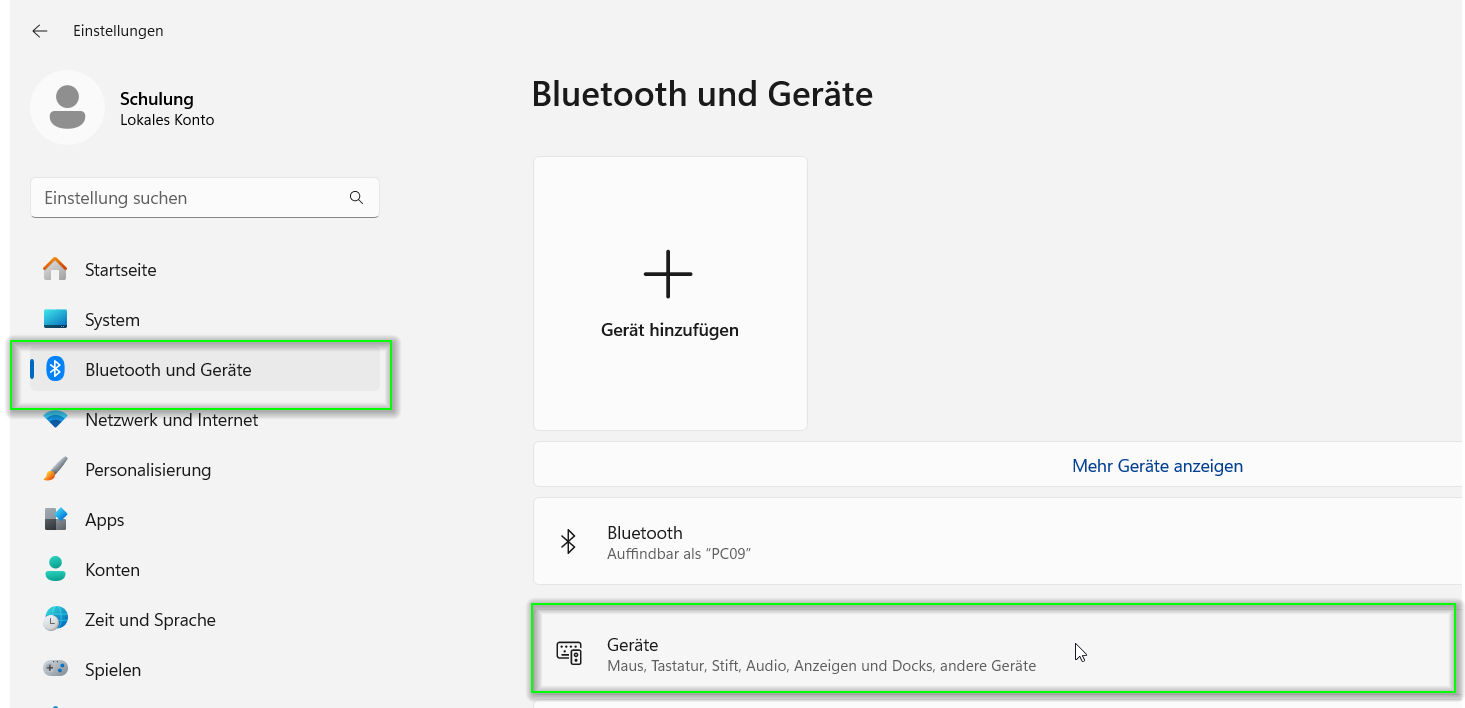 Einstellungen
Schulung
Lokales Konto
Einstellung suchen
Startseite
System
Bluetooth und Geräte
Netzwerk und Internet
Personalisierung
Apps
Konten
Zeit und Sprache
Spielen
Bluetooth und Geräte
Gerät hinzufügen
Mehr Geräte anzeigen
Bluetooth
Auffindbar als “PC09”
Geräte
Maus, Tastatur, Stift, Audio, Anzeigen und Docks, andere Geräte